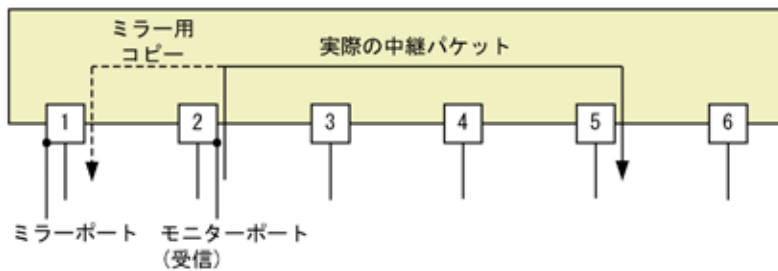 ミラー用
コピー
実際の中継パケット
1 2 3 4 5 6
ミラーポート モニターポート
(受信)